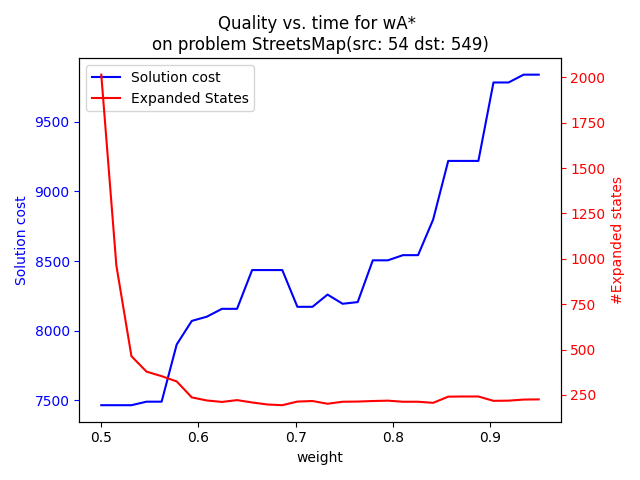 Quality vs. time for wA*
on problem StreetsMap(src: 54 dst: 549)
Solution cost
Expanded States
Solution cost
9500
9000
8500
8000
7500
2000
1750
1500
1250
1000
750
500
250
#Expanded states
0.5 0.6 0.7 0.8 0.9
weight